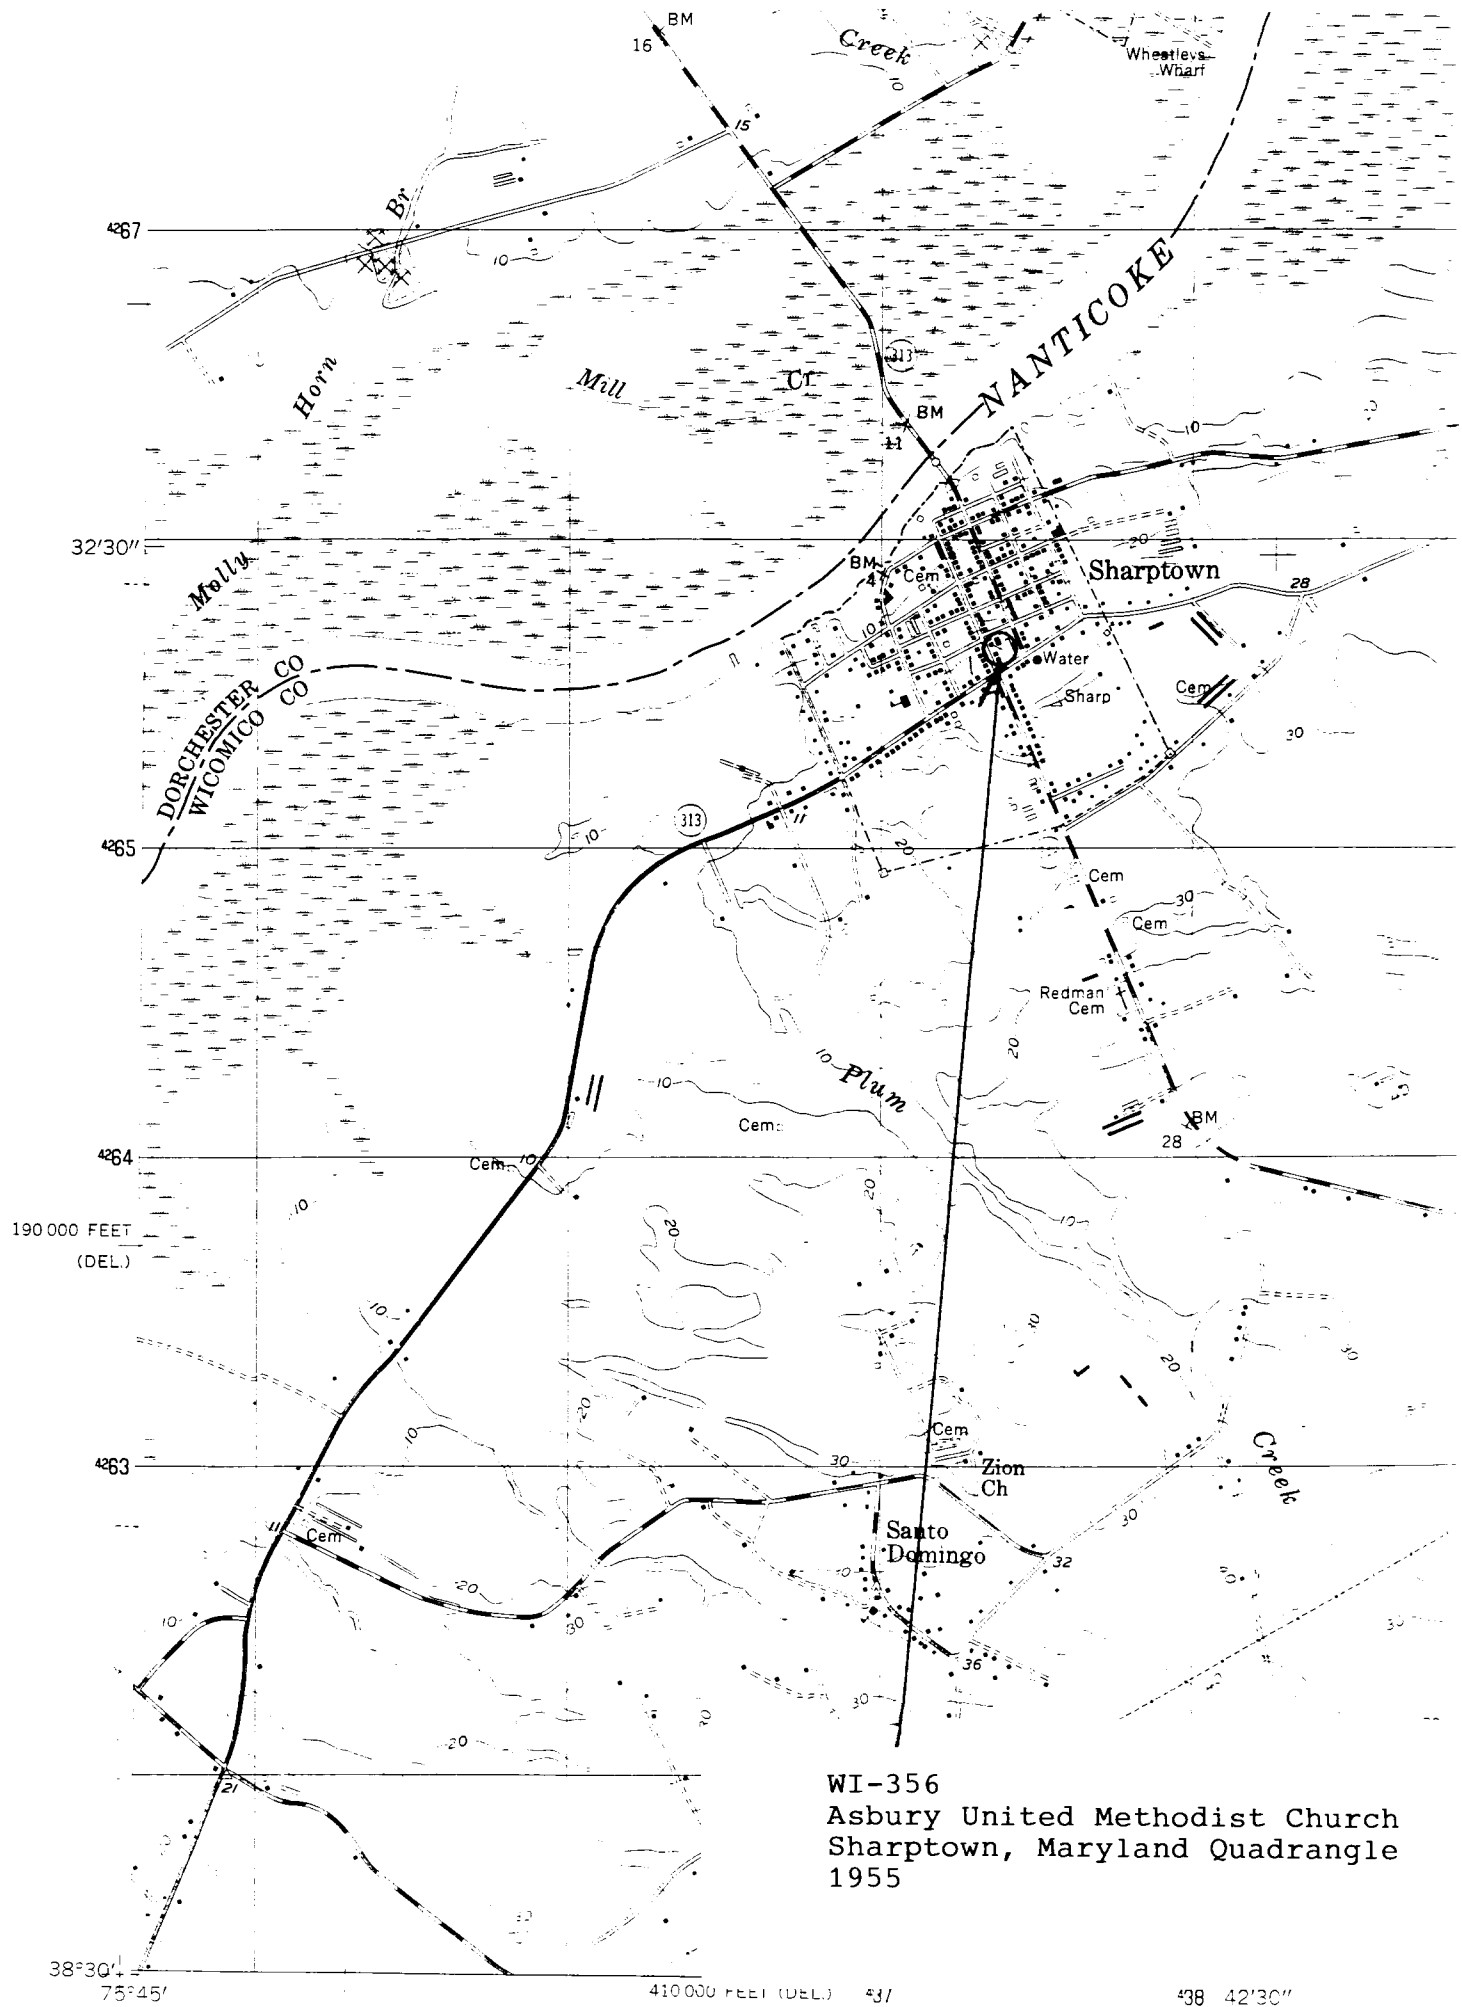 BM
16
Creek
10
Wheatleys
Wharf
15
Br
4267
10
NANTICOKE
313
Horn
Mill
Cr
BM
11
10
32'30"
20
Molly
BM
4
Cem
Sharptown
28
10
Water
DORCHESTER CO
WICOMICO CO
Sharp
Cem
30
313
11
10
4265
20
Cem
30
Cem
Redman
Cem
20
10
Plum
10
Cem
BM
28
4264
Cem
10
20
10
20
10
190 000 FEET
(DEL.)
10
30
30
20
20
10
Cem
Creek
4263
30
Zion
Ch
30
11
Cem
Santo
Domingo
32
20
10
30
30
36
30
30
20
21
WI-356
Asbury United Methodist Church
Sharptown, Maryland Quadrangle
1955
38°30'
75°45'
410 000 FEET (DEL.)
437
438
42'30"